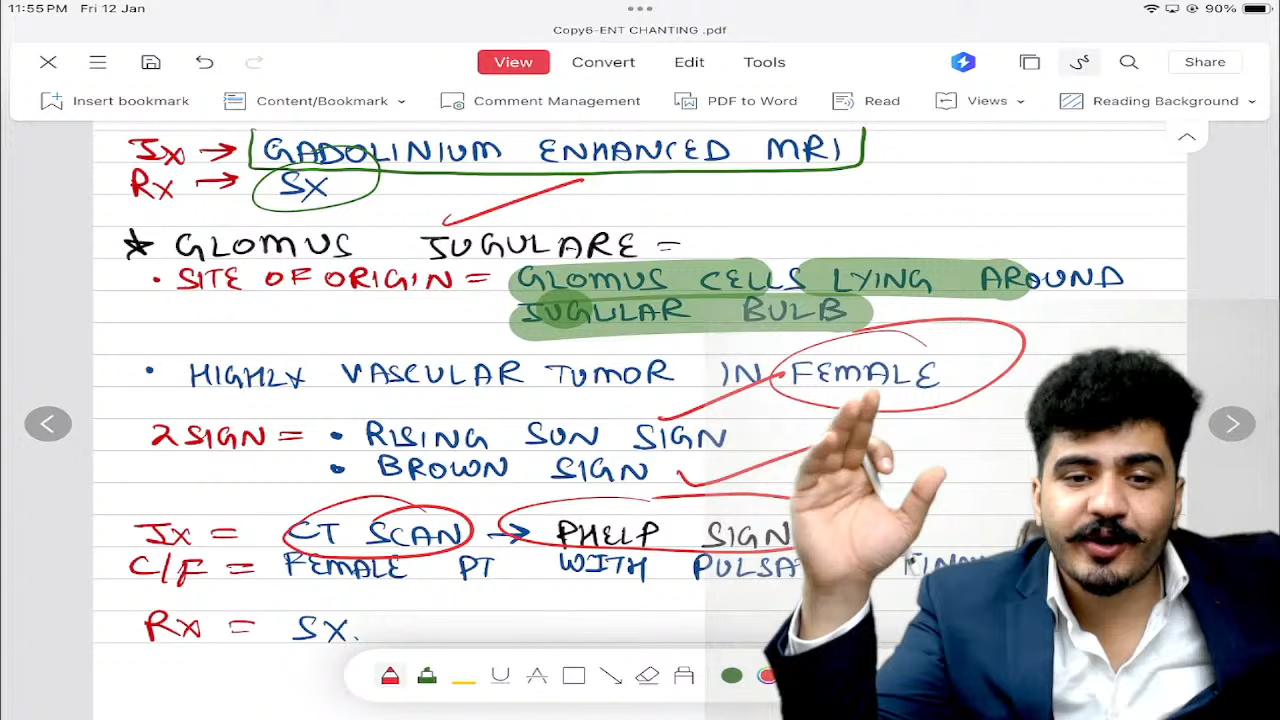 11:55 PM Fri 12 Jan
90%
Copy6-ENT CHANTING .pdf
View Convert Edit Tools Share
Insert bookmark Content/Bookmark Comment Management PDF to Word Read Views Reading Background
Ix → GADOLINIUM ENHANCED MRI
Rx → SX
★ GLOMUS JUGULARE =
• SITE OF ORIGIN = GLOMUS CELLS LYING AROUND
JUGULAR BULB
• HIGHLY VASCULAR TUMOR IN FEMALE
2 SIGN = • RISING SUN SIGN
• BROWN SIGN
Ix = CT SCAN → PHELP SIGN
C/F = FEMALE PT WITH
Rx = SX.